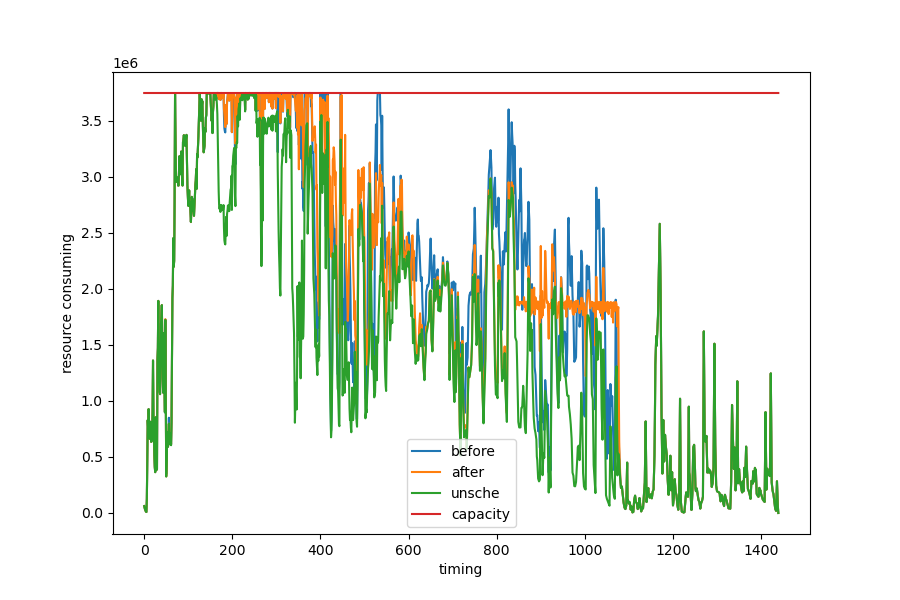 1e6
3.5
3.0
2.5
2.0
1.5
1.0
0.5
0.0
resource consuming
before
after
unsche
capacity
0 200 400 600 800 1000 1200 1400
timing